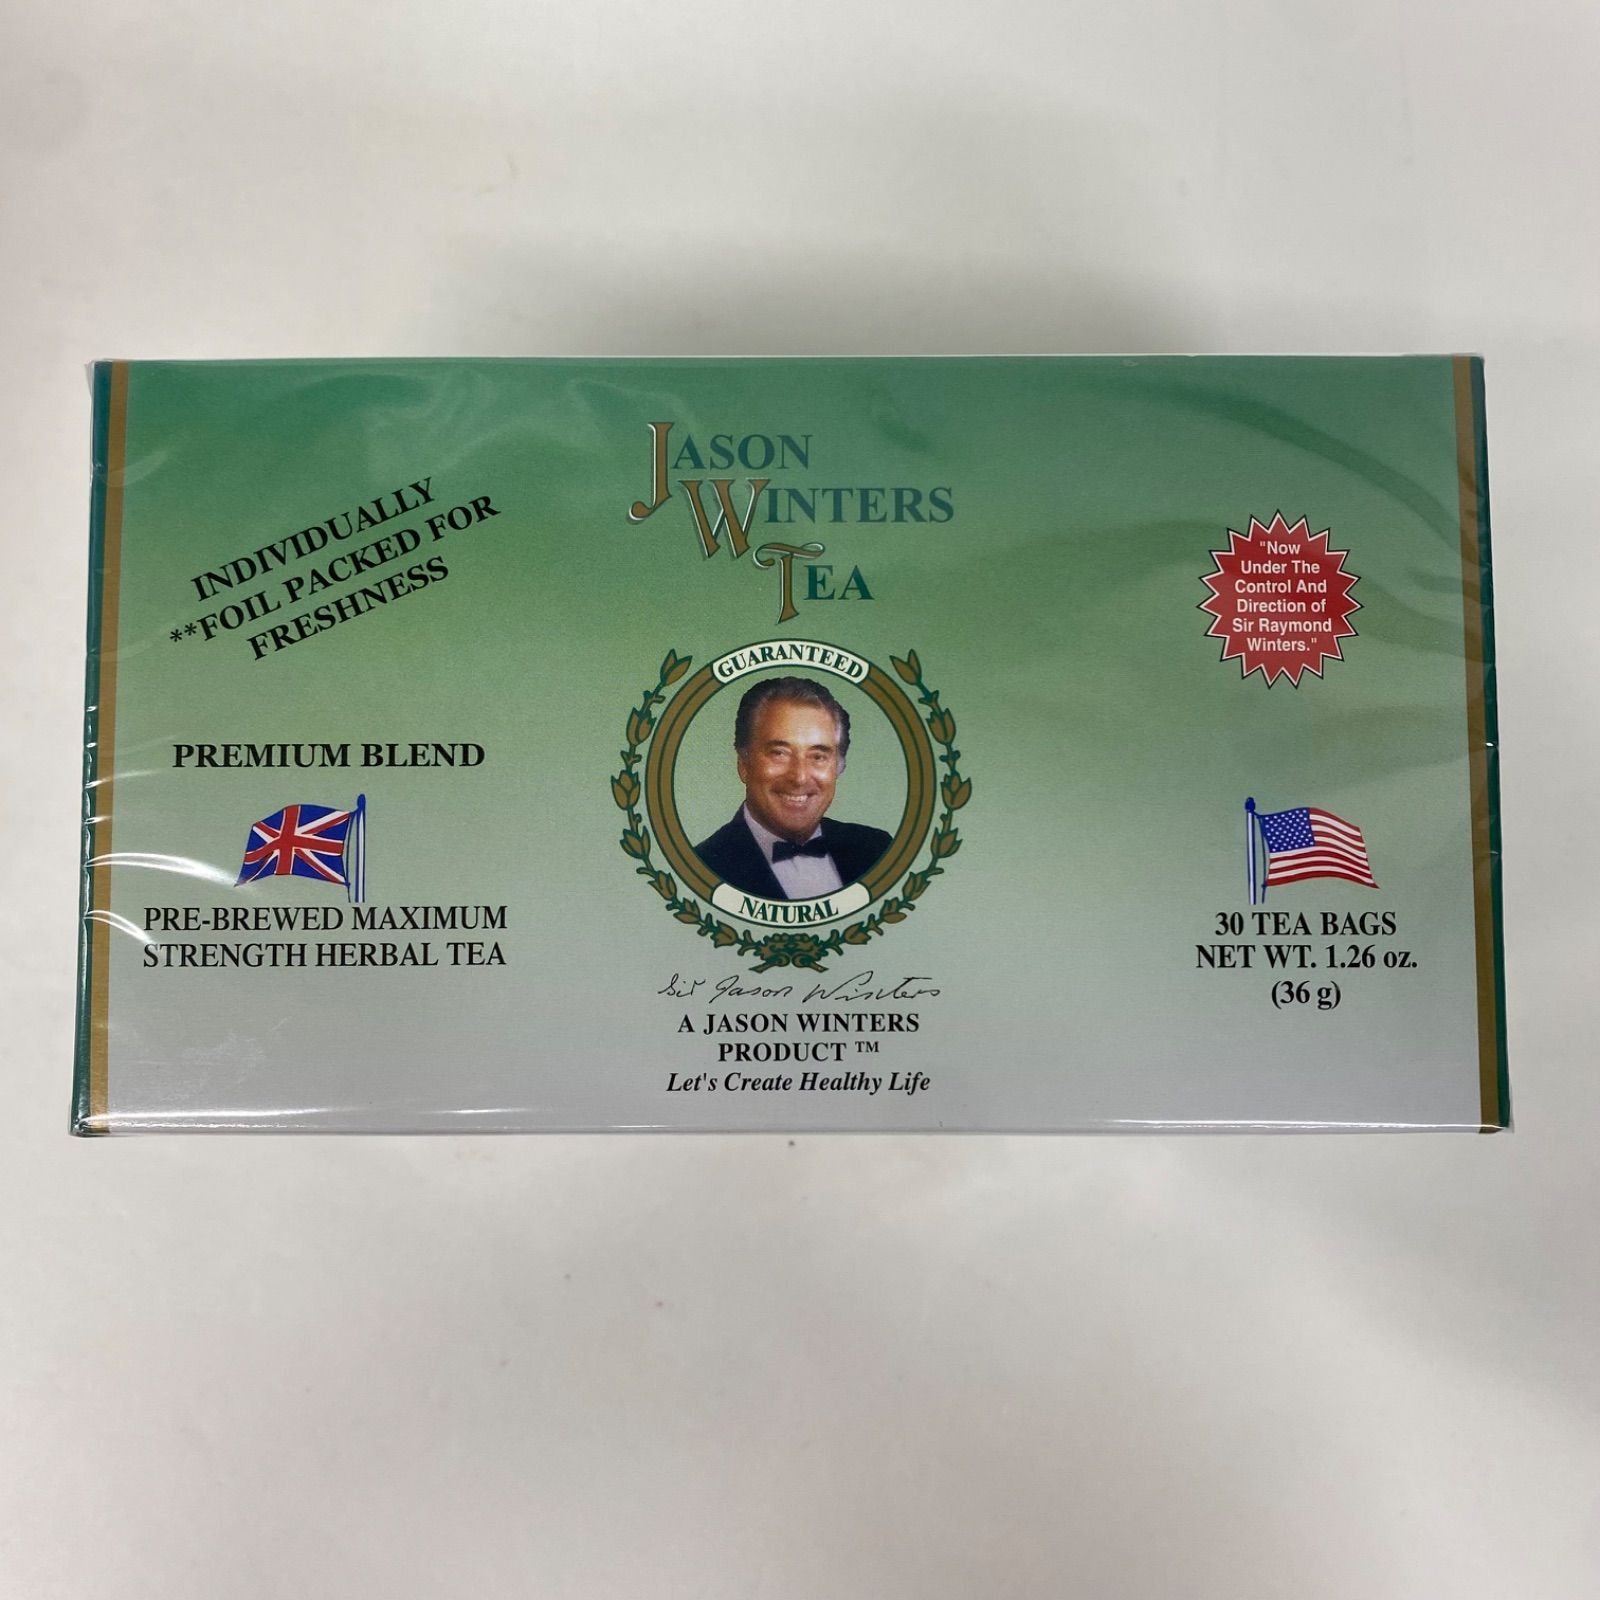 JASON
WINTERS
TEA
INDIVIDUALLY
**FOIL PACKED FOR
FRESHNESS
"Now
Under The
Control And
Direction of
Sir Raymond
Winters."
GUARANTEED
NATURAL
PREMIUM BLEND
PRE-BREWED MAXIMUM
STRENGTH HERBAL TEA
30 TEA BAGS
NET WT. 1.26 oz.
(36 g)
Sir Jason Winters
A JASON WINTERS
PRODUCT ™
Let's Create Healthy Life